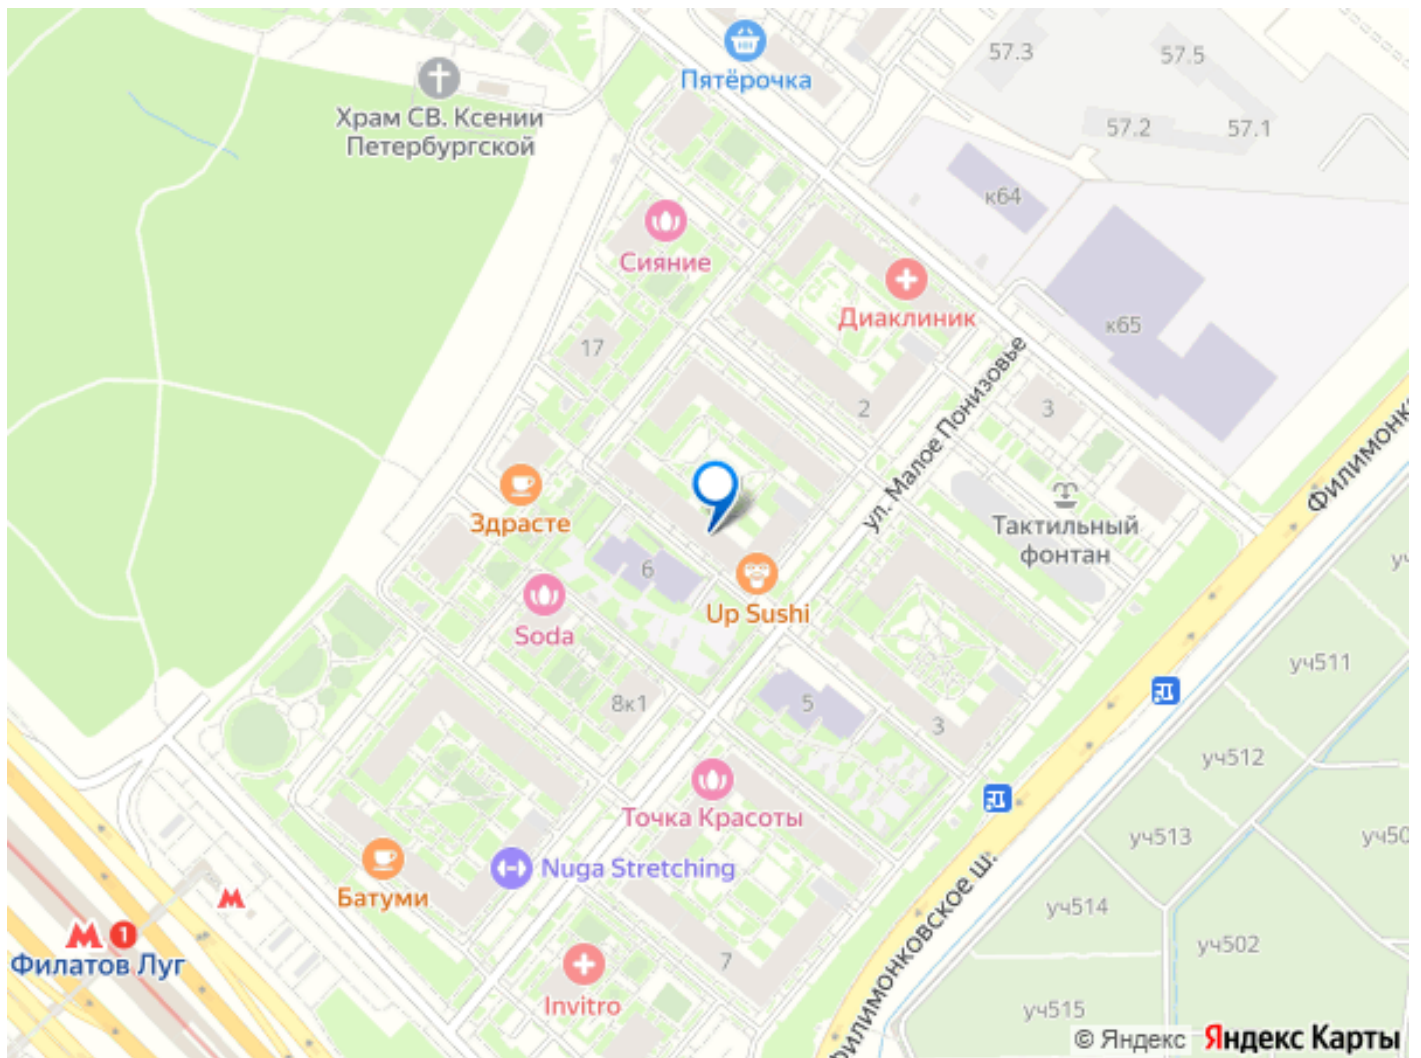 57.3
57.5
Пятёрочка
Храм СВ. Ксении
Петербургской
57.2
57.1
к64
Сияние
Диаклиник
к65
17
2
3
ул. Малое Понизовье
Филимонк
Здрасте
Тактильный
фонтан
6
Up Sushi
Soda
уч511
8к1
5
3
уч512
Точка Красоты
уч513
уч50
Nuga Stretching
Батуми
Филимонковское ш.
уч514
М 1
М
Филатов Луг
7
уч502
Invitro
уч515
© Яндекс Яндекс Карты